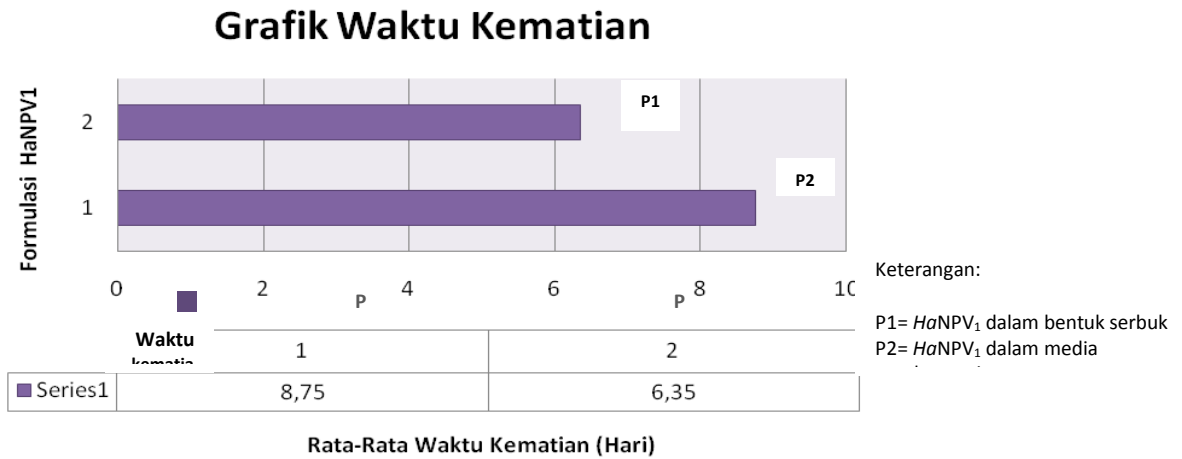 Grafik Waktu Kematian
Formulasi HaNPV1
2
P1
1
P2
0 2 4 6 8 10
P P
Keterangan:
P1= HaNPV₁ dalam bentuk serbuk
P2= HaNPV₁ dalam media
Waktu
1 2
Series1 8,75 6,35
Rata-Rata Waktu Kematian (Hari)